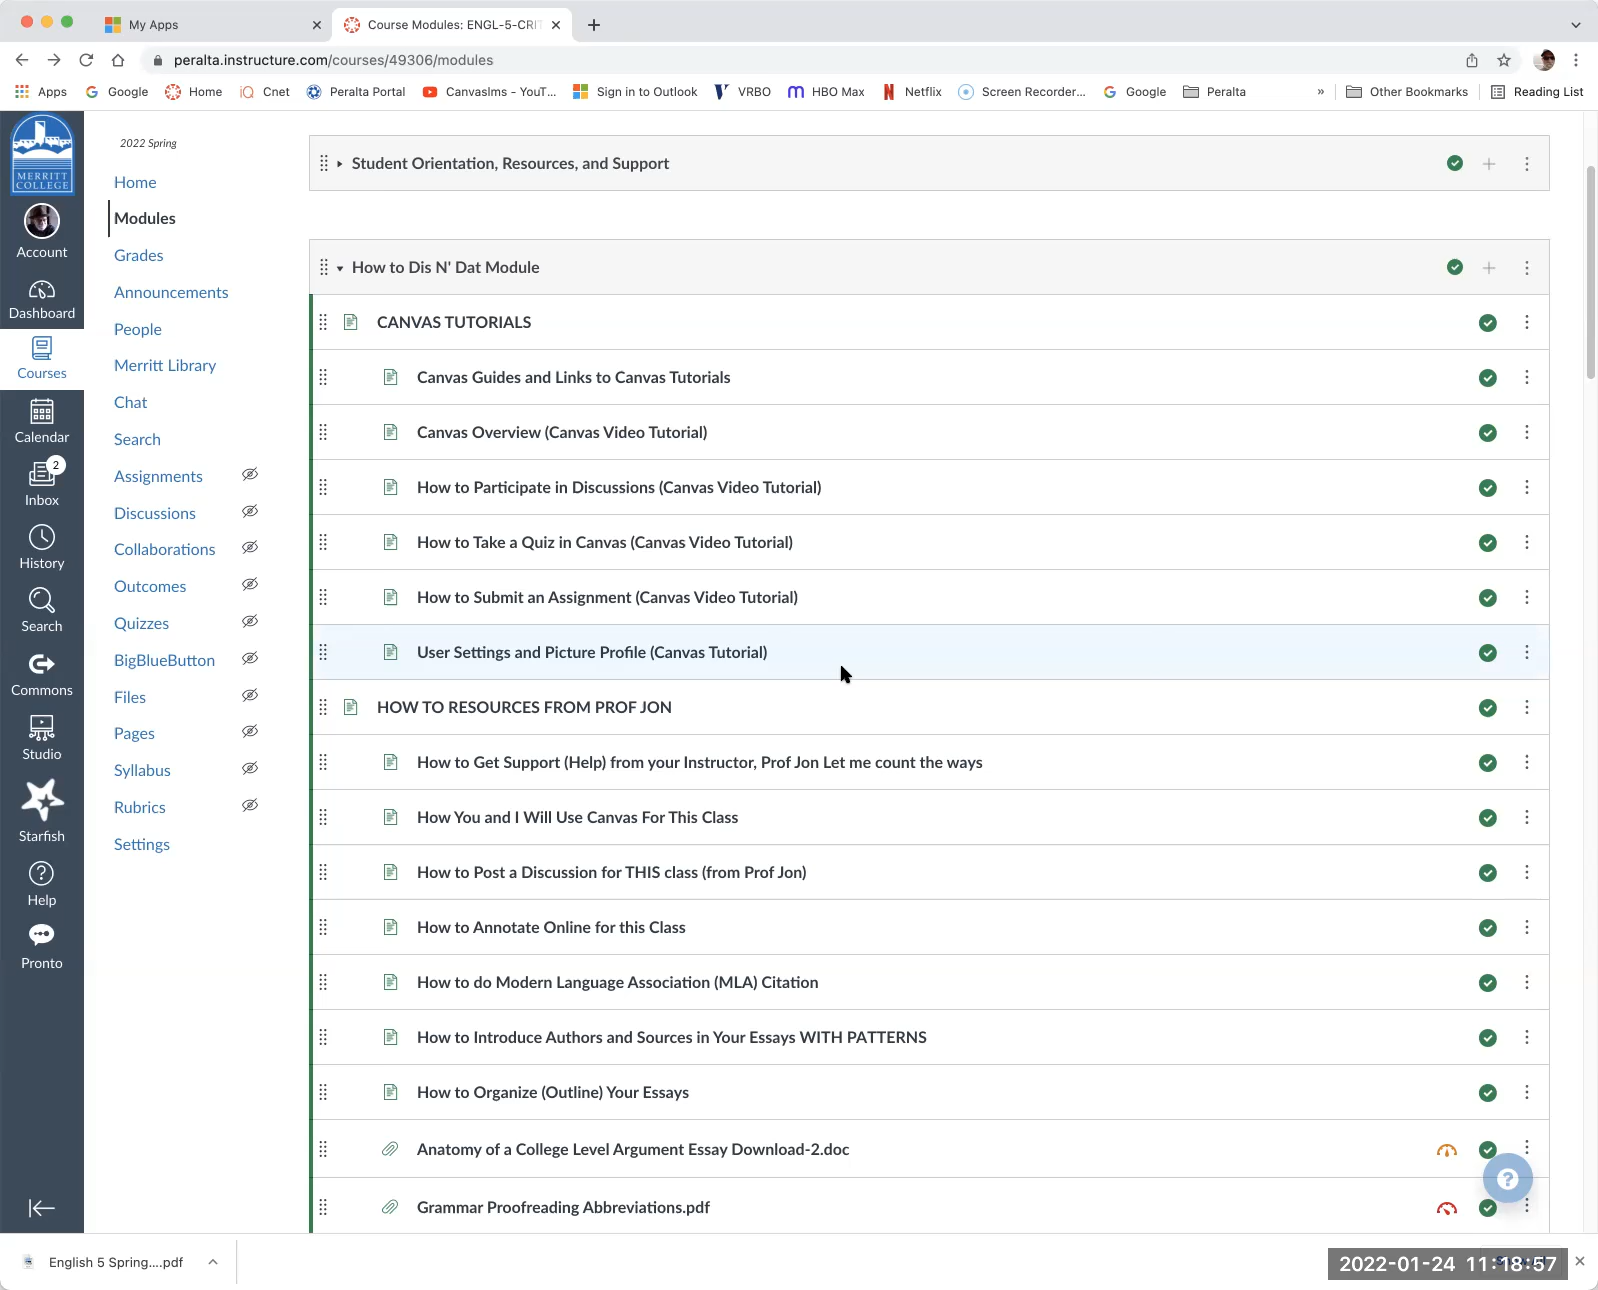 My Apps
Course Modules: ENGL-5-CRIT
peralta.instructure.com/courses/49306/modules
Apps
Google
Home
Cnet
Peralta Portal
Canvaslms - YouT...
Sign in to Outlook
VRBO
HBO Max
Netflix
Screen Recorder...
Google
Peralta
»
Other Bookmarks
Reading List
MERRITT
COLLEGE
Account
Dashboard
Courses
Calendar
2
Inbox
History
Search
Commons
Studio
Starfish
Help
Pronto
2022 Spring
Home
Modules
Grades
Announcements
People
Merritt Library
Chat
Search
Assignments
Discussions
Collaborations
Outcomes
Quizzes
BigBlueButton
Files
Pages
Syllabus
Rubrics
Settings
Student Orientation, Resources, and Support
How to Dis N' Dat Module
CANVAS TUTORIALS
Canvas Guides and Links to Canvas Tutorials
Canvas Overview (Canvas Video Tutorial)
How to Participate in Discussions (Canvas Video Tutorial)
How to Take a Quiz in Canvas (Canvas Video Tutorial)
How to Submit an Assignment (Canvas Video Tutorial)
User Settings and Picture Profile (Canvas Tutorial)
HOW TO RESOURCES FROM PROF JON
How to Get Support (Help) from your Instructor, Prof Jon Let me count the ways
How You and I Will Use Canvas For This Class
How to Post a Discussion for THIS class (from Prof Jon)
How to Annotate Online for this Class
How to do Modern Language Association (MLA) Citation
How to Introduce Authors and Sources in Your Essays WITH PATTERNS
How to Organize (Outline) Your Essays
Anatomy of a College Level Argument Essay Download-2.doc
Grammar Proofreading Abbreviations.pdf
English 5 Spring....pdf
2022-01-24 11:18:57